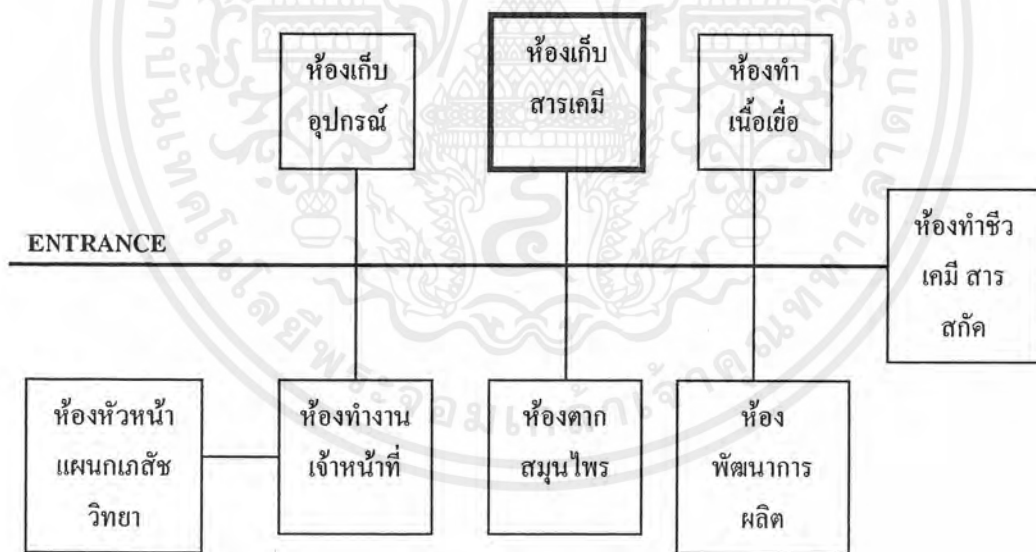 ห้องเก็บ
อุปกรณ์
ห้องเก็บ
สารเคมี
ห้องทำ
เนื้อเยื่อ
ENTRANCE
ห้องทำชีว
เคมี สาร
สกัด
ห้องหัวหน้า
แผนกเภสัช
วิทยา
ห้องทำงาน
เจ้าหน้าที่
ห้องตาก
สมุนไพร
ห้อง
พัฒนาการ
ผลิต